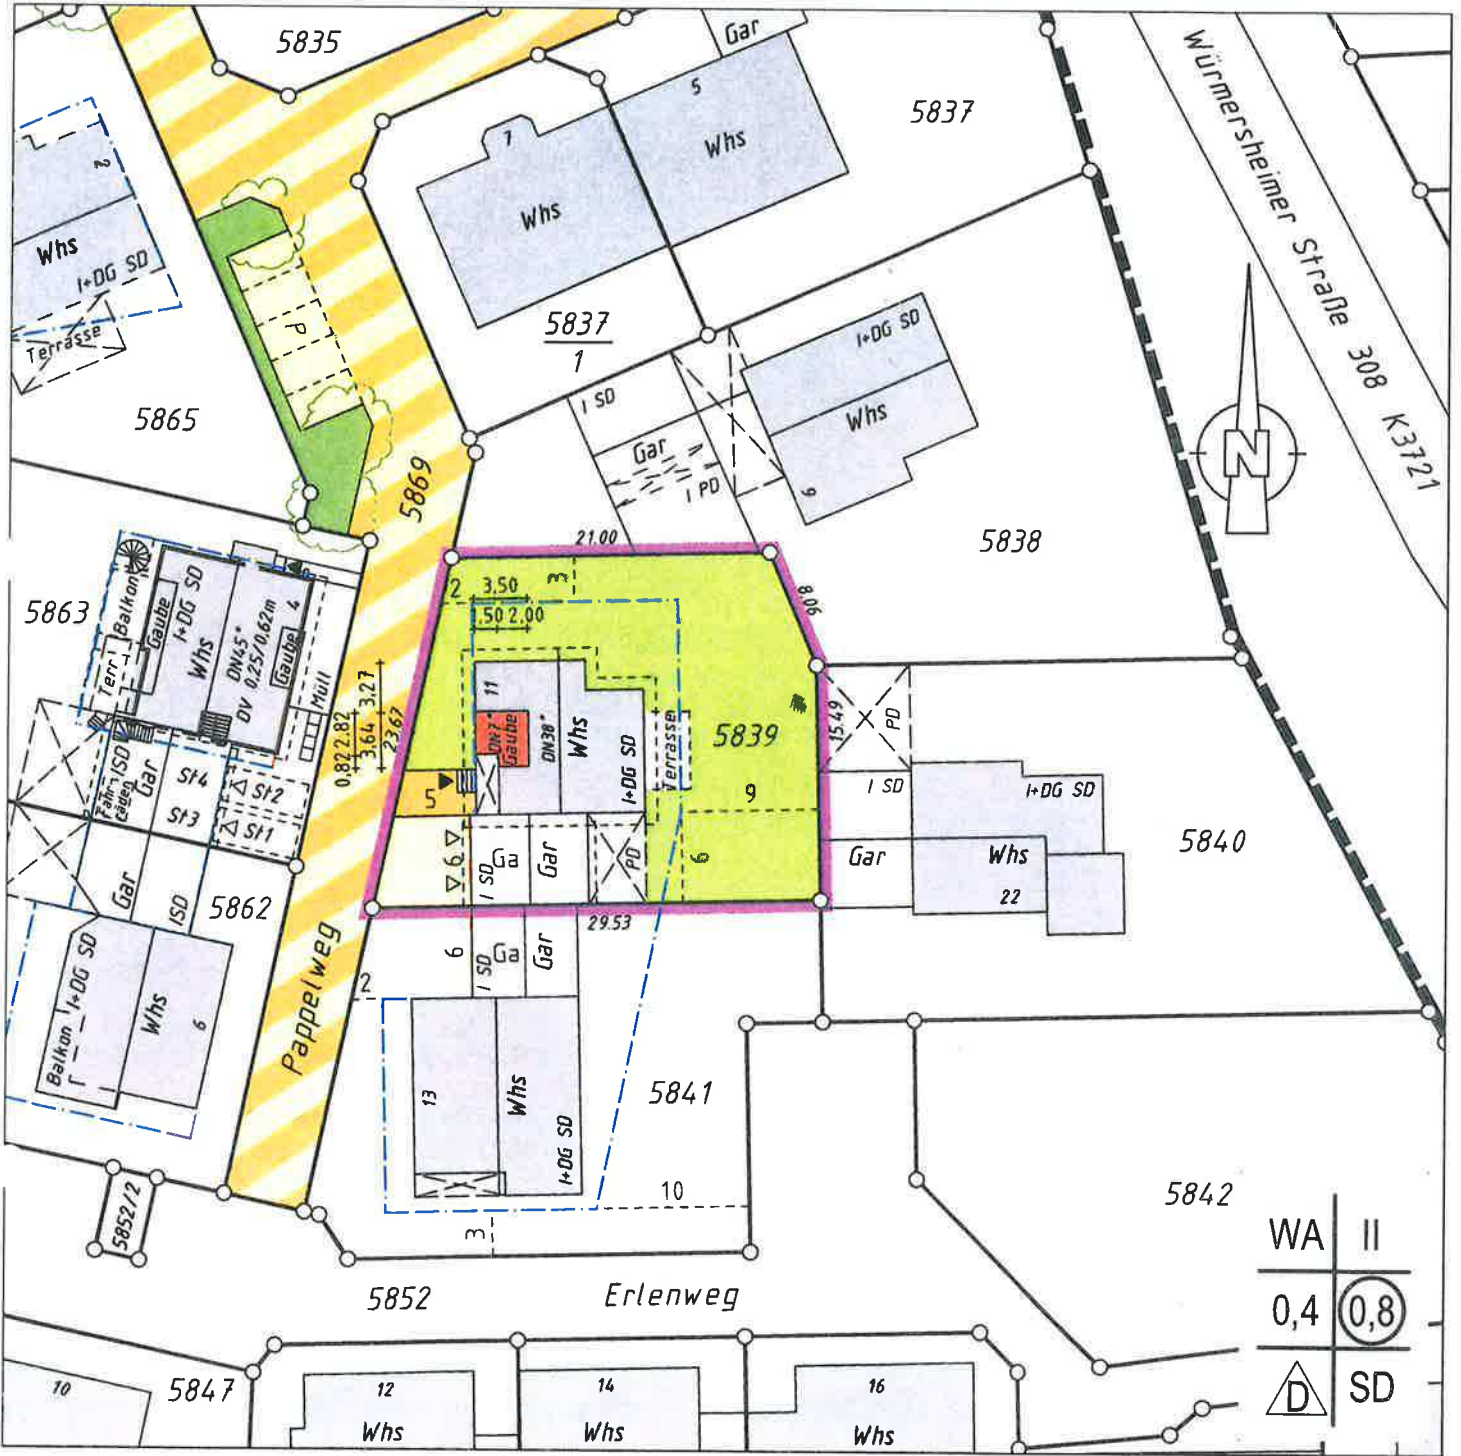 5835
Gar
5
Whs
7
Whs
5837
Würmersheimer Straße 308 K3721
2
Whs
I+DG SD
Terrasse
P
5837
1
5865
I SD
Gar
I PD
I+DG SD
Whs
9
N
5869
5838
21.00
8.06
5863
Balkon
Terr
Gaube
I+DG SD
Whs
DN45°
DV 0.25/0.62m
Gaube
4
Müll
2
3,50
,50 2,00
3
3.27
0.82 2.82
3.64
23.67
11
DN7°
Gaube
DN38°
Whs
I+DG SD
Terrasse
5839
15.49
PD
I SD
I+DG SD
5840
Gar
Whs
22
5
9
6
6
I SD
Ga
Gar
PD
29.53
ISD
Gar
St4
St3
St2
St1
Gar
ISD
5862
Pappelweg
6
I SD
Ga
Gar
2
I+DG SD
Balkon
Whs
6
13
Whs
I+DG SD
5841
10
3
5842
5852/2
5852
Erlenweg
WA II
0,4 0,8
D SD
10
5847
12
Whs
14
Whs
16
Whs